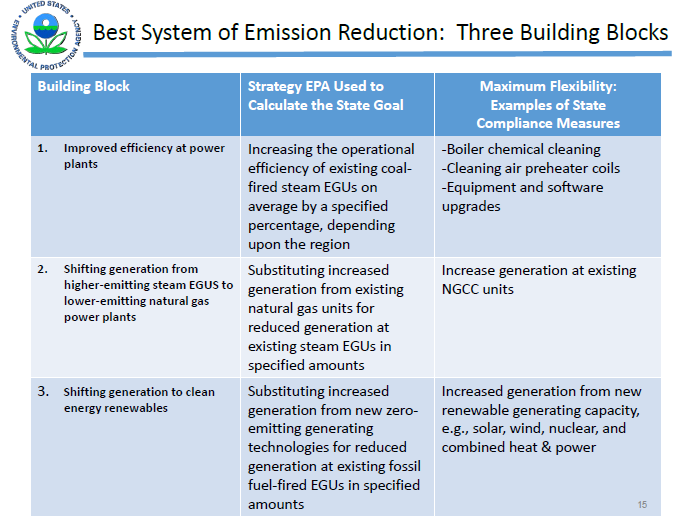 UNITED STATES
ENVIRONMENTAL PROTECTION AGENCY
Best System of Emission Reduction:  Three Building Blocks
Building Block
Strategy EPA Used to
Calculate the State Goal
Maximum Flexibility:
Examples of State
Compliance Measures
1. Improved efficiency at power
plants
Increasing the operational
efficiency of existing coal-
fired steam EGUs on
average by a specified
percentage, depending
upon the region
-Boiler chemical cleaning
-Cleaning air preheater coils
-Equipment and software
upgrades
2. Shifting generation from
higher-emitting steam EGUS to
lower-emitting natural gas
power plants
Substituting increased
generation from existing
natural gas units for
reduced generation at
existing steam EGUs in
specified amounts
Increase generation at existing
NGCC units
3. Shifting generation to clean
energy renewables
Substituting increased
generation from new zero-
emitting generating
technologies for reduced
generation at existing fossil
fuel-fired EGUs in specified
amounts
Increased generation from new
renewable generating capacity,
e.g., solar, wind, nuclear, and
combined heat & power
15